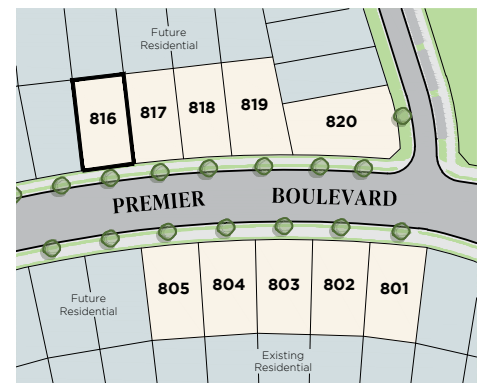 Future
Residential
816
817
818
819
820
PREMIER BOULEVARD
805
804
803
802
801
Future
Residential
Existing
Residential